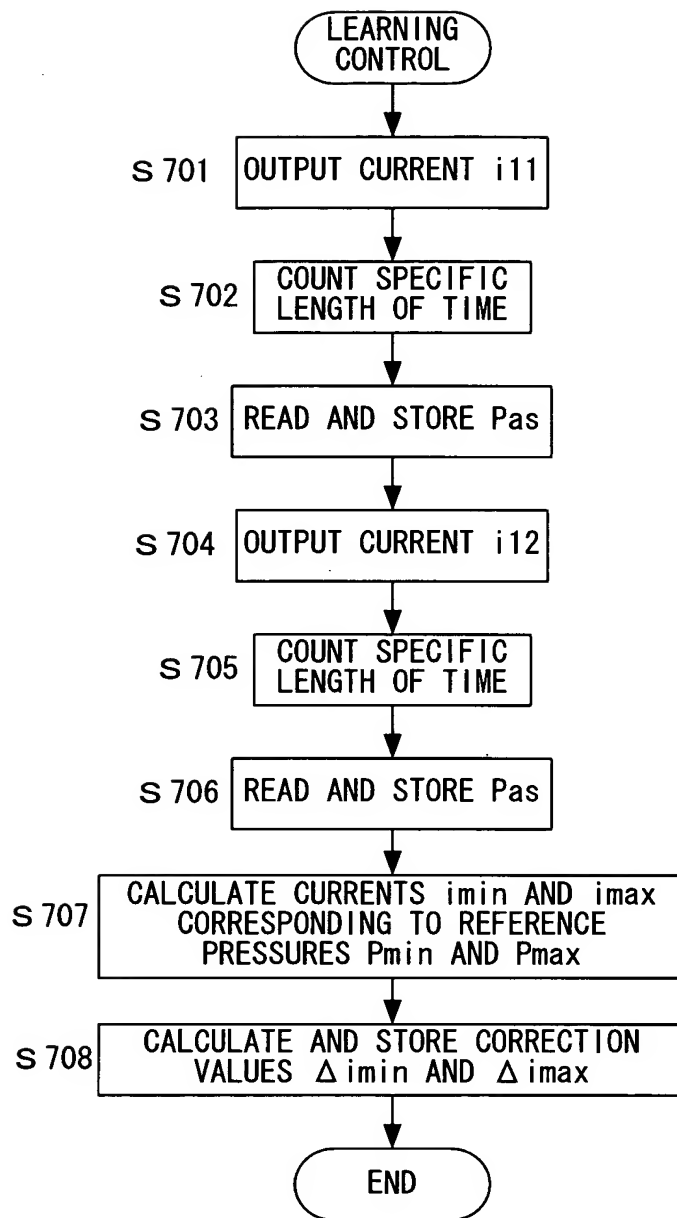 LEARNING
CONTROL
S 701
OUTPUT CURRENT i11
S 702
COUNT SPECIFIC
LENGTH OF TIME
S 703
READ AND STORE Pas
S 704
OUTPUT CURRENT i12
S 705
COUNT SPECIFIC
LENGTH OF TIME
S 706
READ AND STORE Pas
S 707
CALCULATE CURRENTS imin AND imax
CORRESPONDING TO REFERENCE
PRESSURES Pmin AND Pmax
S 708
CALCULATE AND STORE CORRECTION
VALUES Δ imin AND Δ imax
END